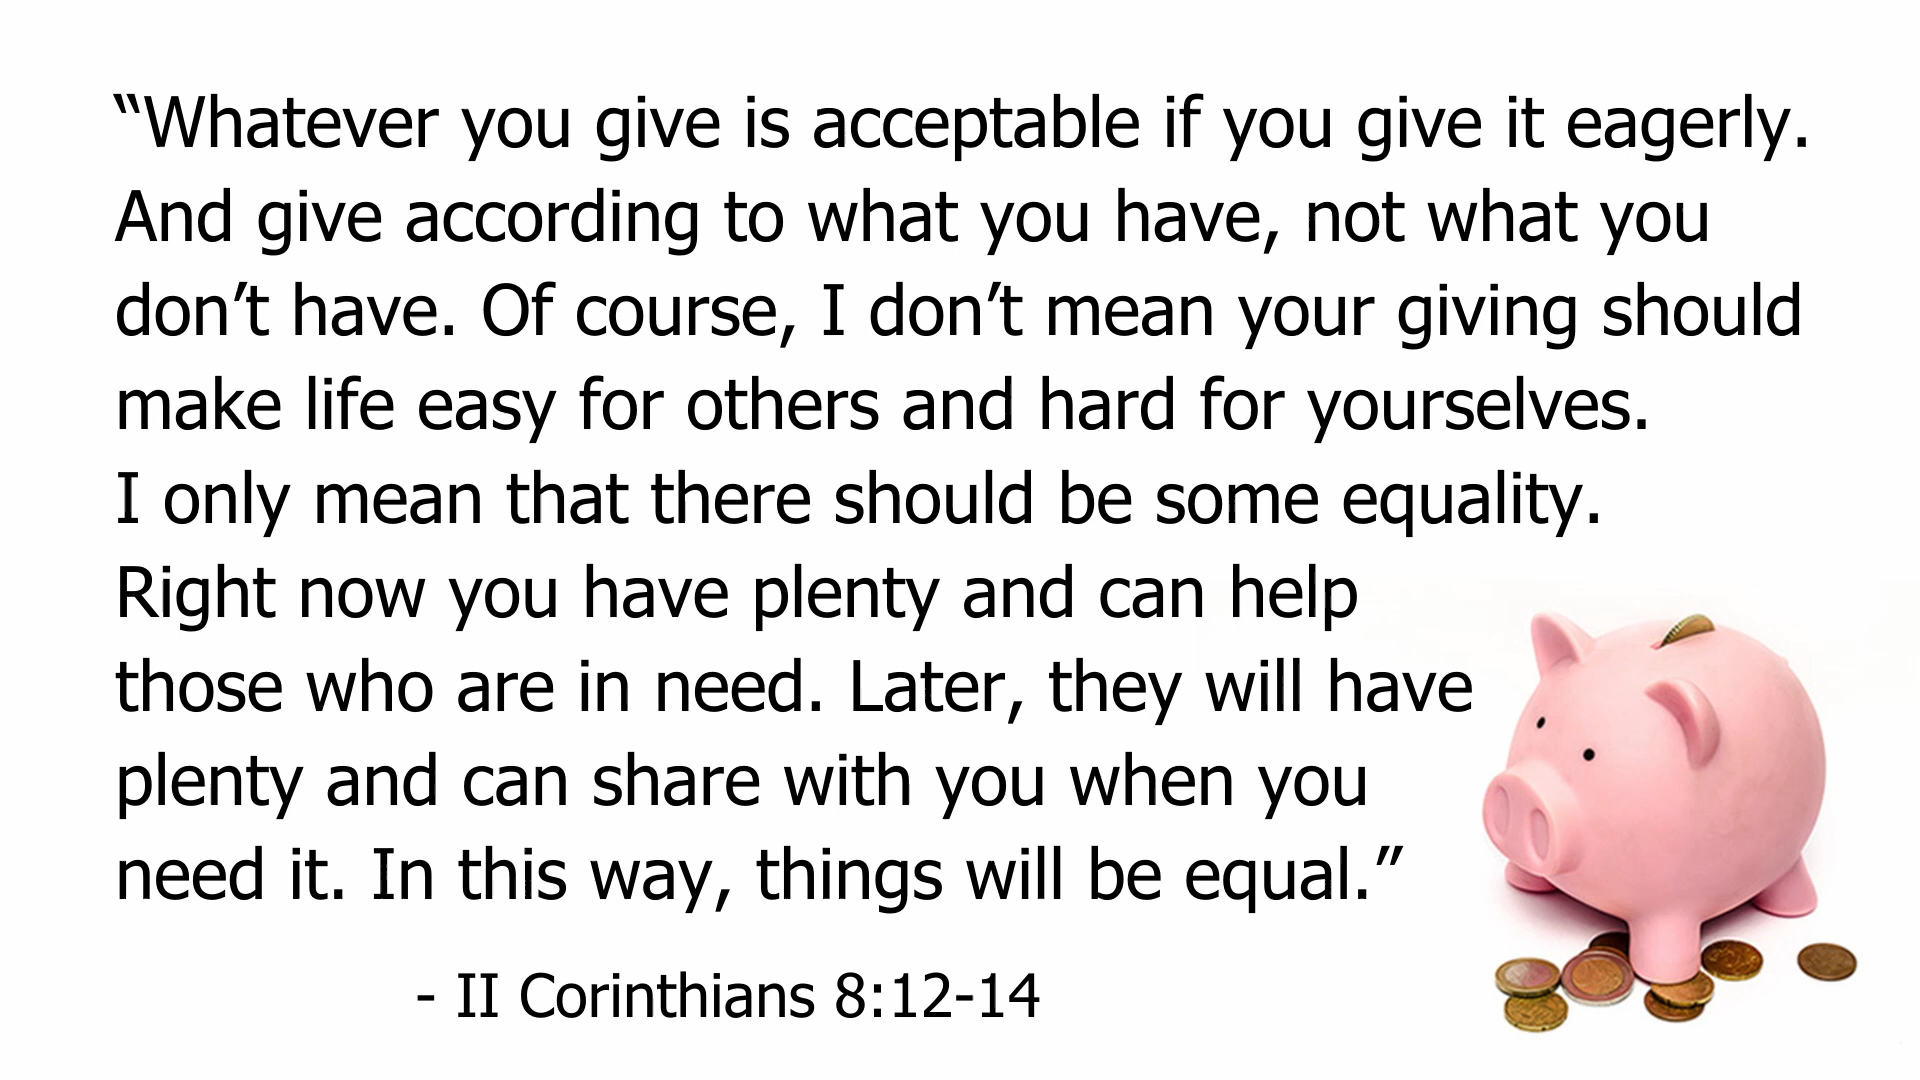 “Whatever you give is acceptable if you give it eagerly.
And give according to what you have, not what you
don’t have. Of course, I don’t mean your giving should
make life easy for others and hard for yourselves.
I only mean that there should be some equality.
Right now you have plenty and can help
those who are in need. Later, they will have
plenty and can share with you when you
need it. In this way, things will be equal.”
- II Corinthians 8:12-14